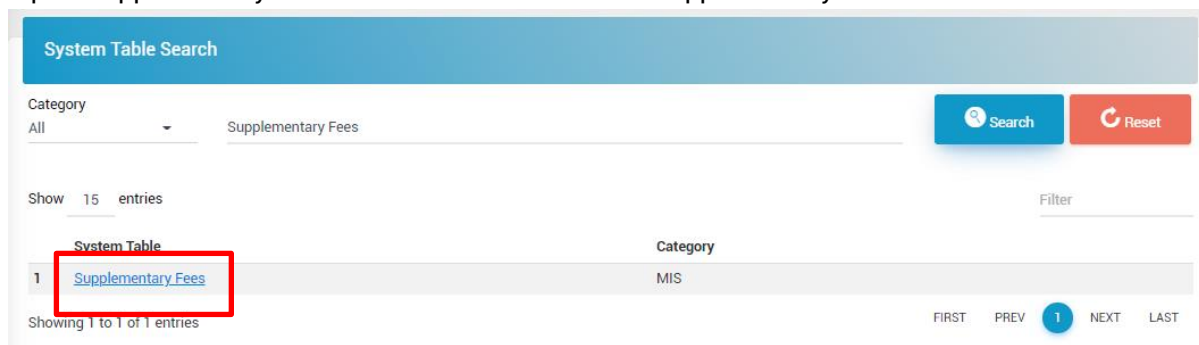 System Table Search
Category
All Supplementary Fees Search Reset
Show 15 entries Filter
System Table Category
1 Supplementary Fees MIS
Showing 1 to 1 of 1 entries FIRST PREV 1 NEXT LAST